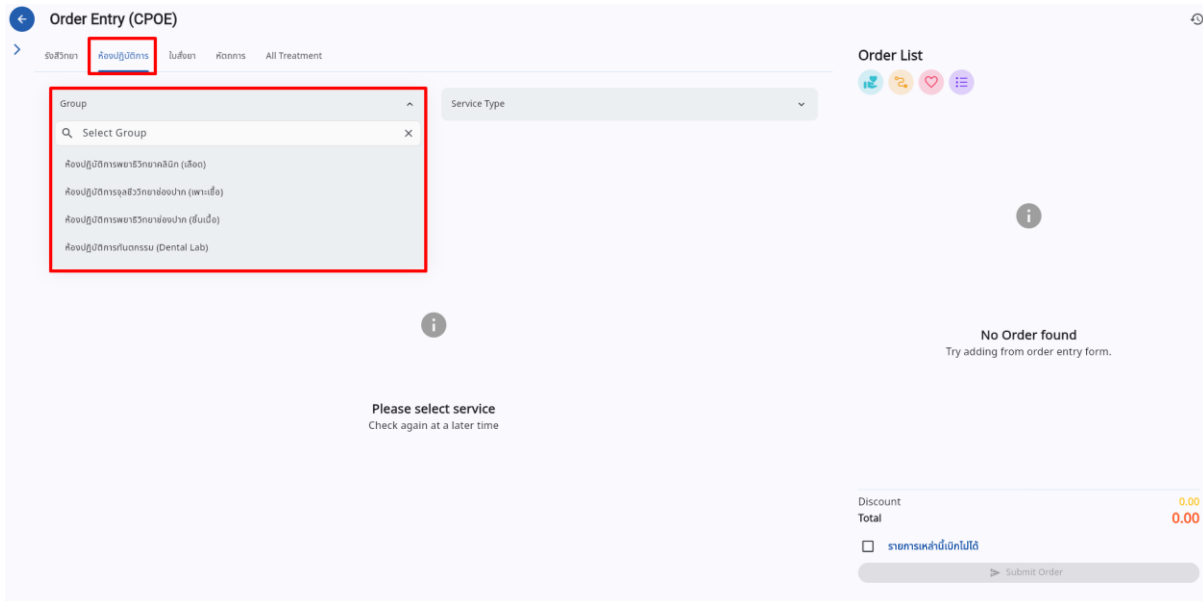 Order Entry (CPOE)
รังสีวิทยา ห้องปฏิบัติการ ใบสั่งยา หัตถการ All Treatment
Group
Service Type
Select Group
ห้องปฏิบัติการพยาธิวิทยาคลินิก (เลือด)
ห้องปฏิบัติการจุลชีววิทยาช่องปาก (เพาะเชื้อ)
ห้องปฏิบัติการพยาธิวิทยาช่องปาก (ชิ้นเนื้อ)
ห้องปฏิบัติการทันตกรรม (Dental Lab)
Please select service
Check again at a later time
Order List
No Order found
Try adding from order entry form.
Discount 0.00
Total 0.00
รายการเหล่านี้เบิกไม่ได้
Submit Order